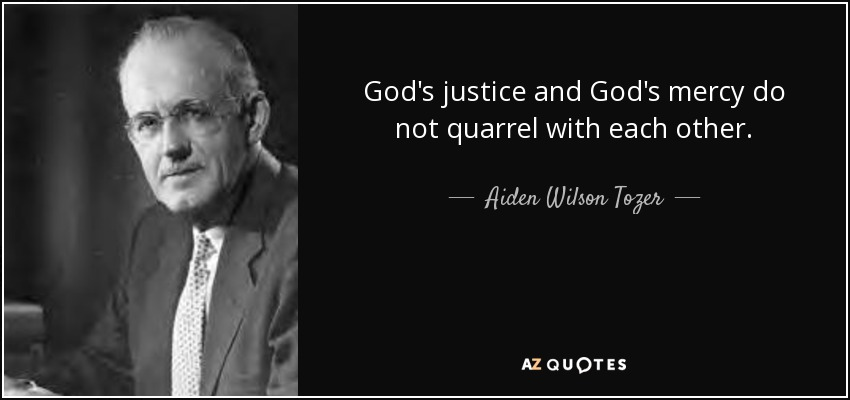 God's justice and God's mercy do
not quarrel with each other.
Aiden Wilson Tozer
AZ QUOTES